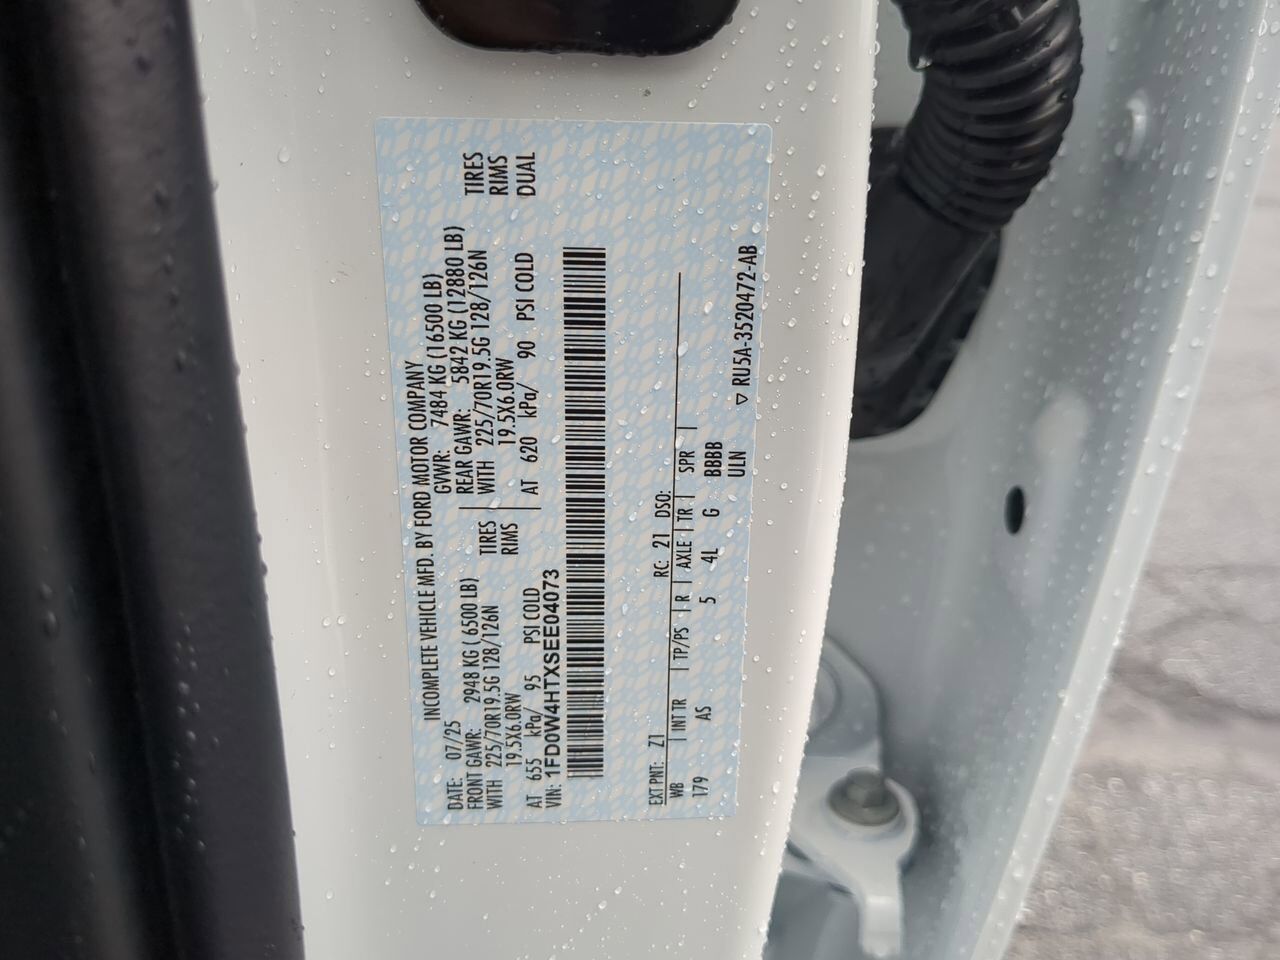 INCOMPLETE VEHICLE MFD. BY FORD MOTOR COMPANY
DATE: 07/25 GVWR: 7484 KG (16500 LB)
FRONT GAWR: 2948 KG ( 6500 LB) REAR GAWR: 5842 KG (12880 LB)
WITH 225/70R19.5G 128/126N TIRES WITH 225/70R19.5G 128/126N TIRES
19.5X6.0RW RIMS 19.5X6.0RW RIMS
AT 655 kPa/ 95 PSI COLD AT 620 kPa/ 90 PSI COLD DUAL
VIN: 1FD0W4HTXSEE04073
EXT PNT: Z1 RC: 21 DSO:
WB INT TR TP/PS R AXLE TR SPR
179 AS 5 4L G BBBB
ULN
▽ RU5A-3520472-AB